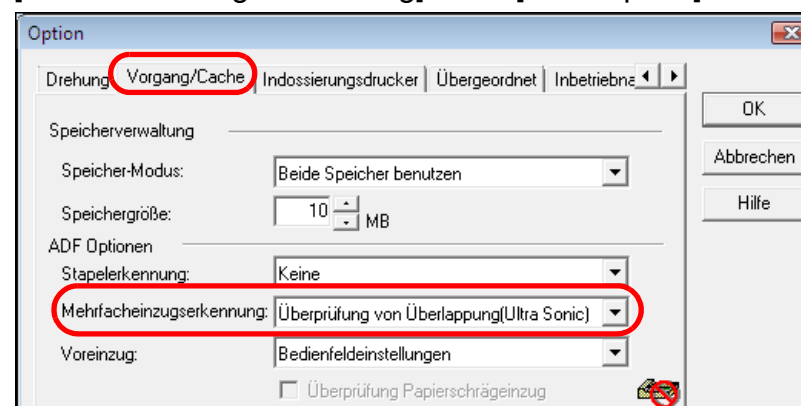 Option
Drehung Vorgang/Cache Indossierungsdrucker Übergeordnet
OK
Speicherverwaltung
Abbrechen
Speicher-Modus: Beide Speicher benutzen
Hilfe
Speichergröße: 10 MB
ADF Optionen
Stapelerkennung: Keine
Mehrfacheinzugserkennung: Überprüfung von Überlappung(Ultra Sonic)
Voreinzug: Bedienfeldeinstellungen
Überprüfung Papierschrägeinzug